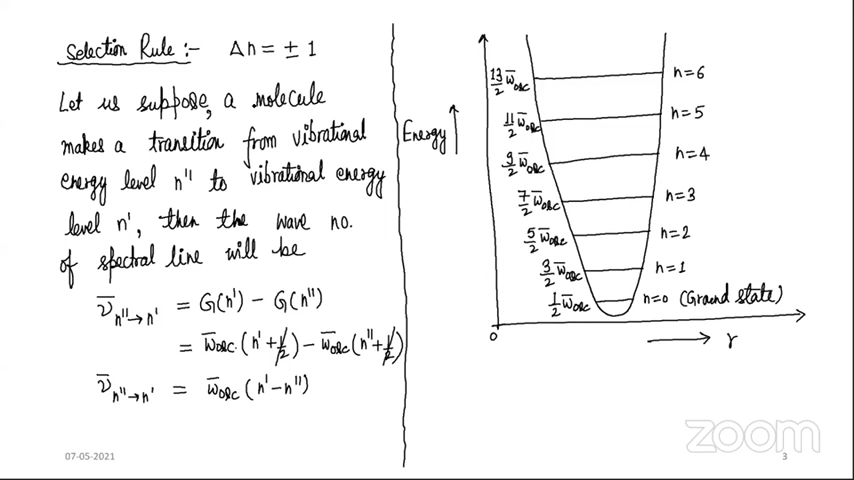 Selection Rule :- Δn = ± 1
Let us suppose, a molecule
makes a transition from vibrational
energy level n'' to vibrational energy
level n', then the wave no.
of spectral line will be
ν̅ₙ''→ₙ' = G(n') - G(n'')
= w̅osc. (n' + 1/2) - w̅osc (n'' + 1/2)
ν̅ₙ''→ₙ' = w̅osc (n' - n'')
Energy
13/2 w̅osc n=6
11/2 w̅osc n=5
9/2 w̅osc n=4
7/2 w̅osc n=3
5/2 w̅osc n=2
3/2 w̅osc n=1
1/2 w̅osc n=0 (Ground state)
0
r
zoom
07-05-2021 3